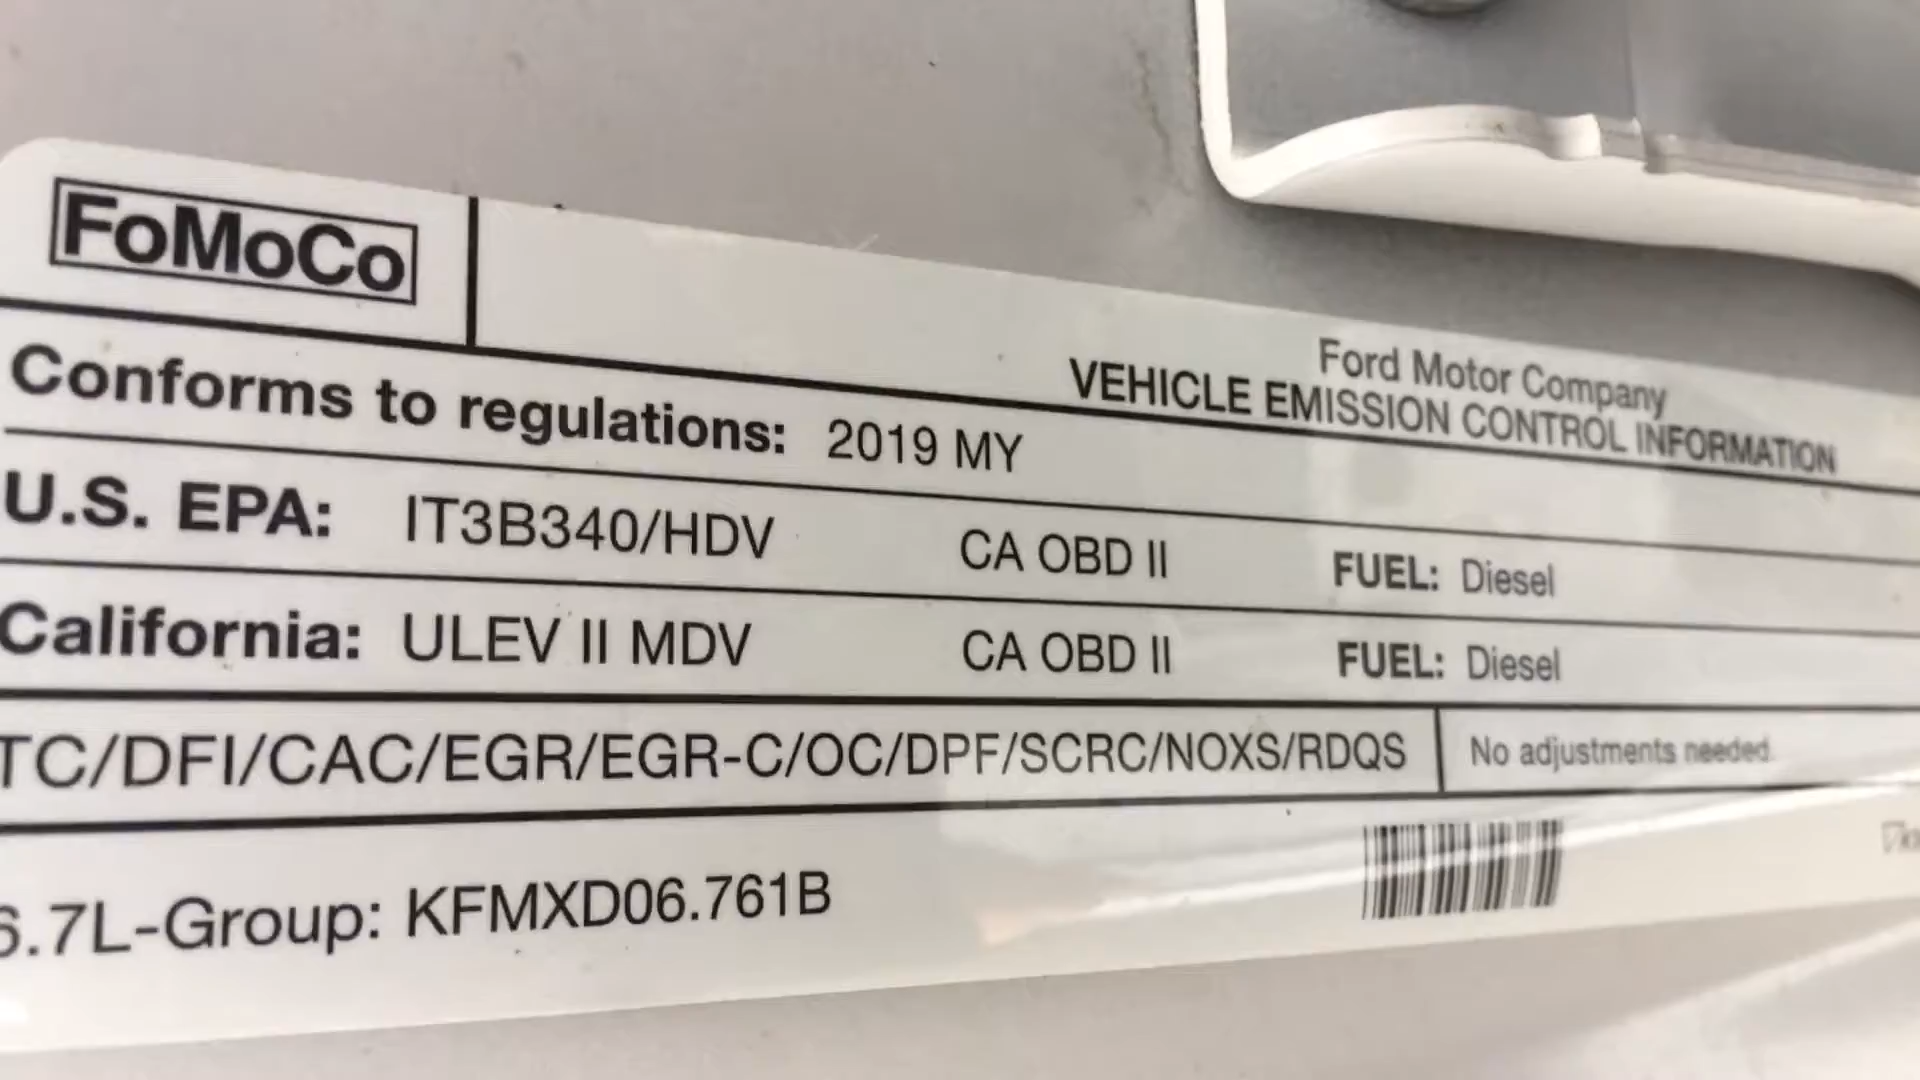 FoMoCo
Ford Motor Company
VEHICLE EMISSION CONTROL INFORMATION
Conforms to regulations: 2019 MY
U.S. EPA: IT3B340/HDV CA OBD II FUEL: Diesel
California: ULEV II MDV CA OBD II FUEL: Diesel
TC/DFI/CAC/EGR/EGR-C/OC/DPF/SCRC/NOXS/RDQS No adjustments needed.
6.7L-Group: KFMXD06.761B